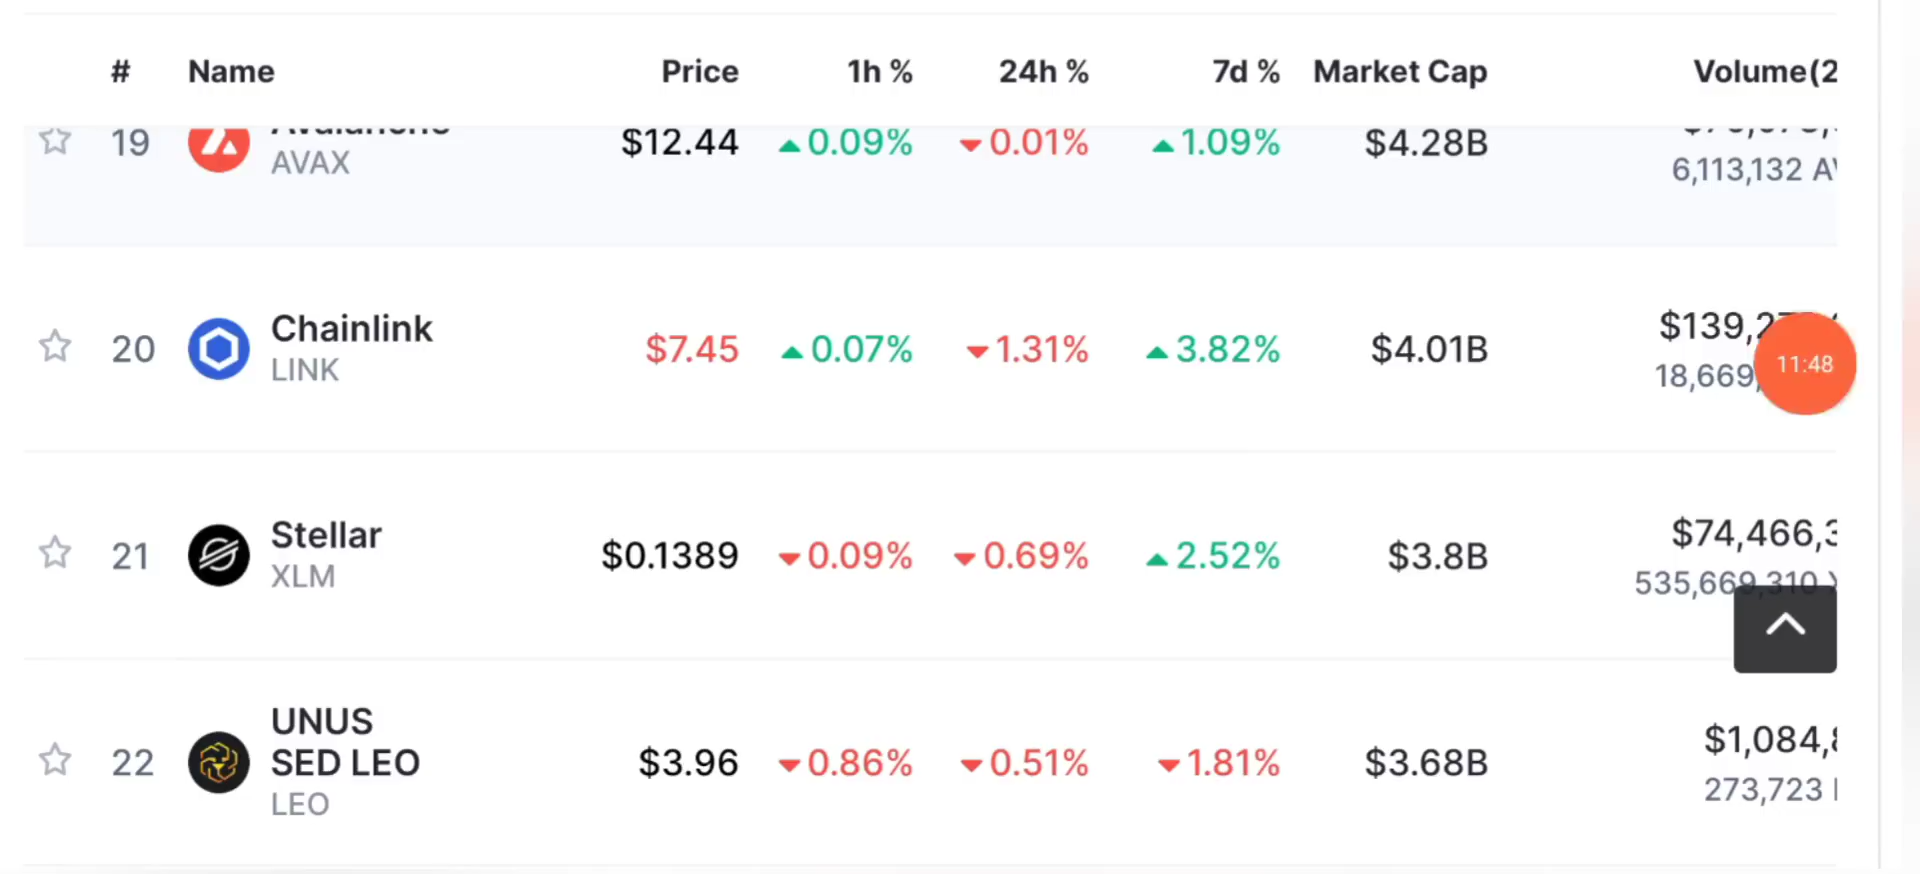 # Name Price 1h % 24h % 7d % Market Cap Volume(2
19 Avalanche $12.44 0.09% 0.01% 1.09% $4.28B
AVAX 6,113,132 AV
20 Chainlink $7.45 0.07% 1.31% 3.82% $4.01B $139,2
LINK 18,669,
11:48
21 Stellar $0.1389 0.09% 0.69% 2.52% $3.8B $74,466,3
XLM 535,669,310
22 UNUS
SED LEO $3.96 0.86% 0.51% 1.81% $3.68B $1,084,8
LEO 273,723